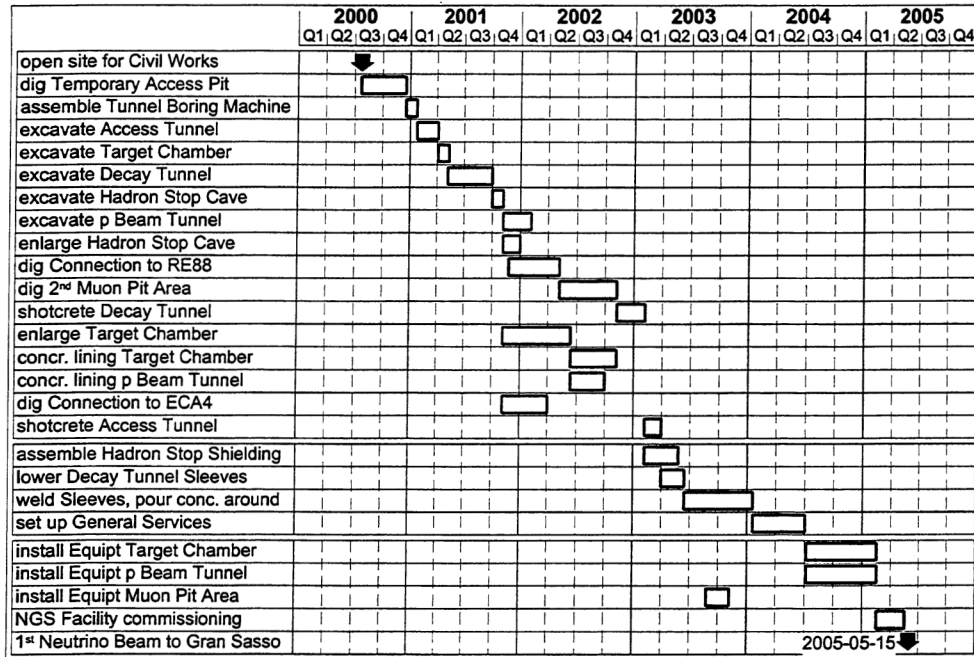 2000 2001 2002 2003 2004 2005
Q1 Q2 Q3 Q4 Q1 Q2 Q3 Q4 Q1 Q2 Q3 Q4 Q1 Q2 Q3 Q4 Q1 Q2 Q3 Q4 Q1 Q2 Q3 Q4
open site for Civil Works
dig Temporary Access Pit
assemble Tunnel Boring Machine
excavate Access Tunnel
excavate Target Chamber
excavate Decay Tunnel
excavate Hadron Stop Cave
excavate p Beam Tunnel
enlarge Hadron Stop Cave
dig Connection to RE88
dig 2nd Muon Pit Area
shotcrete Decay Tunnel
enlarge Target Chamber
concr. lining Target Chamber
concr. lining p Beam Tunnel
dig Connection to ECA4
shotcrete Access Tunnel
assemble Hadron Stop Shielding
lower Decay Tunnel Sleeves
weld Sleeves, pour conc. around
set up General Services
install Equipt Target Chamber
install Equipt p Beam Tunnel
install Equipt Muon Pit Area
NGS Facility commissioning
1st Neutrino Beam to Gran Sasso 2005-05-15